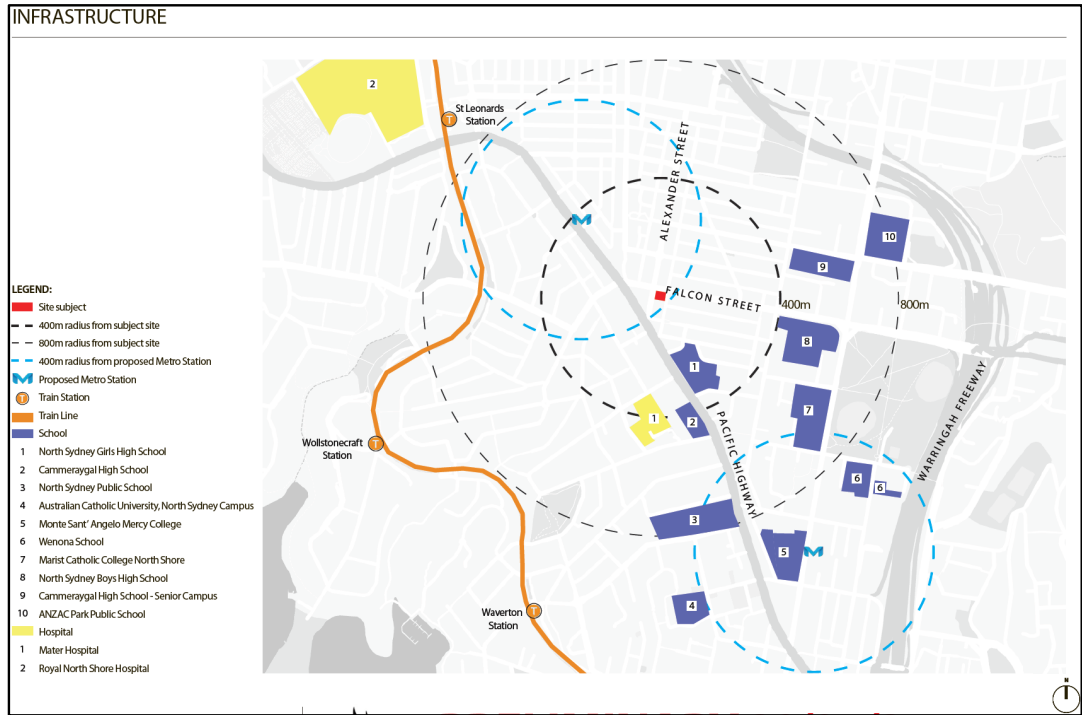 INFRASTRUCTURE
2
St Leonards
Station
ALEXANDER STREET
M
10
9
LEGEND:
Site subject
FALCON STREET
400m
800m
400m radius from subject site
800m radius from subject site
8
400m radius from proposed Metro Station
1
M Proposed Metro Station
T Train Station
Train Line
7
1
2
School
PACIFIC HIGHWAY
WARRINGAH FREEWAY
Wollstonecraft
Station
T
1 North Sydney Girls High School
2 Cammeraygal High School
6
6
3 North Sydney Public School
4 Australian Catholic University, North Sydney Campus
3
5 Monte Sant' Angelo Mercy College
6 Wenona School
5
M
7 Marist Catholic College North Shore
8 North Sydney Boys High School
9 Cammeraygal High School - Senior Campus
4
Waverton
Station
T
10 ANZAC Park Public School
Hospital
1 Mater Hospital
2 Royal North Shore Hospital